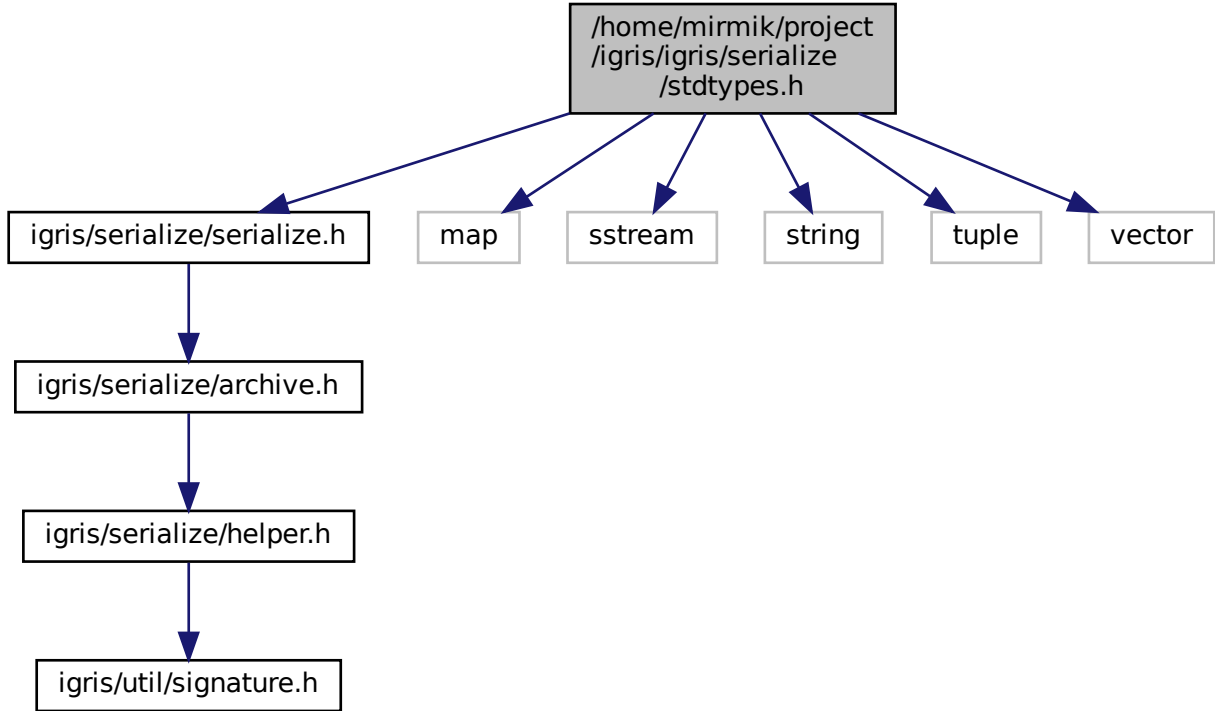 /home/mirmik/project
/igris/igris/serialize
/stdtypes.h
igris/serialize/serialize.h
map
sstream
string
tuple
vector
igris/serialize/archive.h
igris/serialize/helper.h
igris/util/signature.h